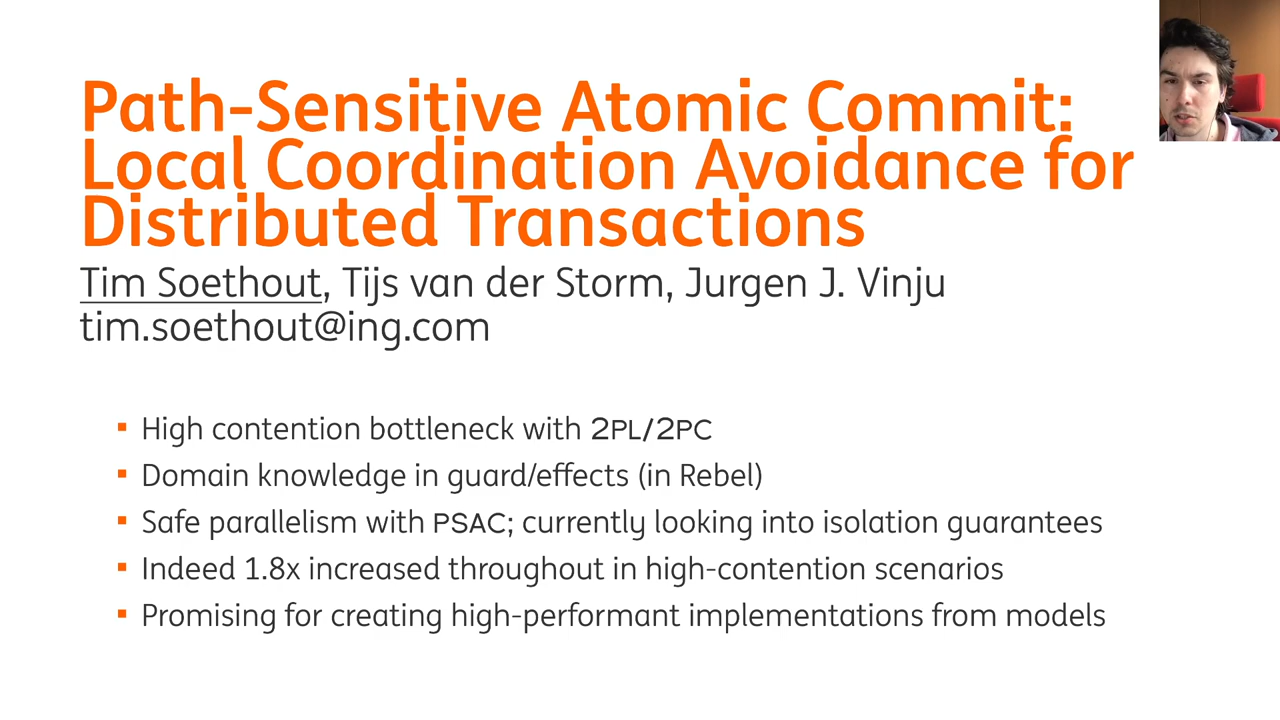 Path-Sensitive Atomic Commit:
Local Coordination Avoidance for
Distributed Transactions
Tim Soethout, Tijs van der Storm, Jurgen J. Vinju
tim.soethout@ing.com
▪ High contention bottleneck with 2PL/2PC
▪ Domain knowledge in guard/effects (in Rebel)
▪ Safe parallelism with PSAC; currently looking into isolation guarantees
▪ Indeed 1.8x increased throughout in high-contention scenarios
▪ Promising for creating high-performant implementations from models